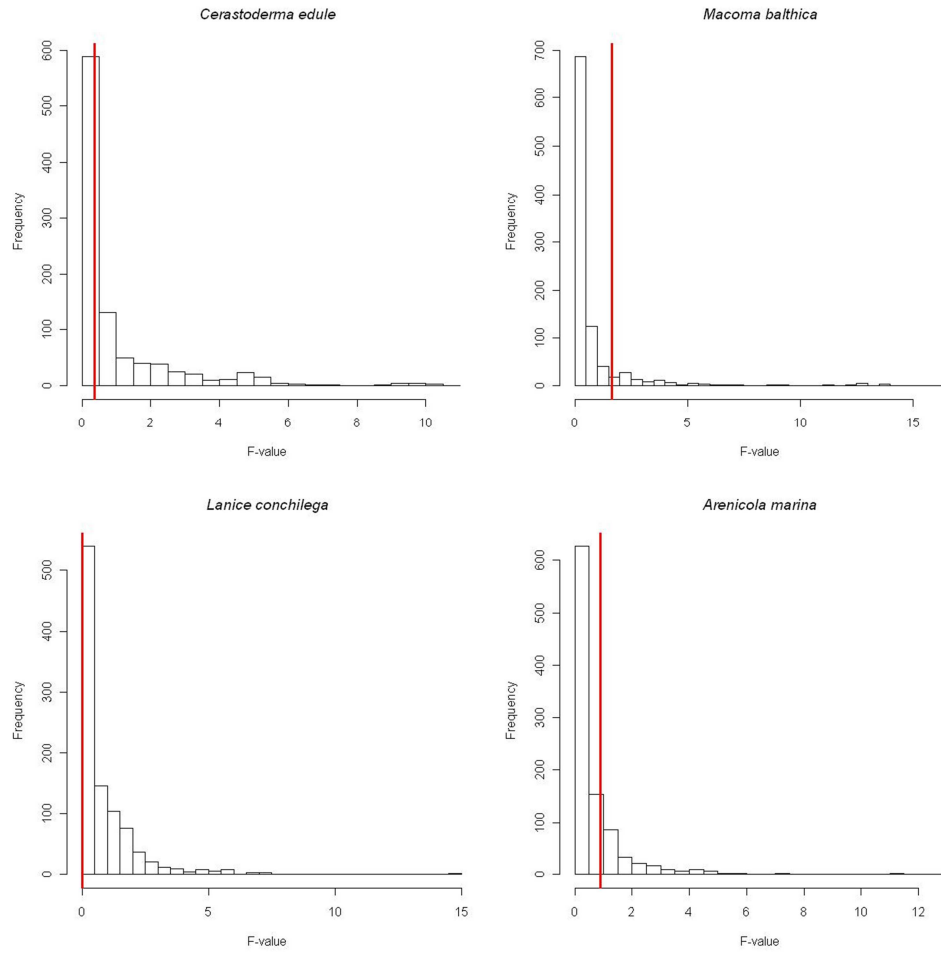 Cerastoderma edule
Macoma balthica
Frequency
0 100 200 300 400 500 600
0 2 4 6 8 10
F-value
Frequency
0 100 200 300 400 500 600 700
0 5 10 15
F-value
Lanice conchilega
Arenicola marina
Frequency
0 100 200 300 400 500
0 5 10 15
F-value
Frequency
0 100 200 300 400 500 600
0 2 4 6 8 10 12
F-value